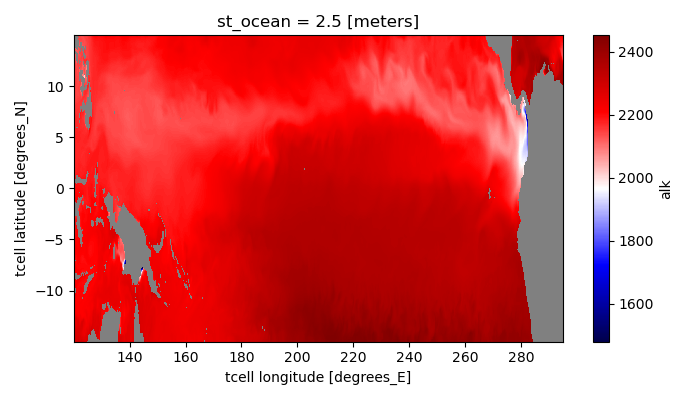 st_ocean = 2.5 [meters]
10
5
0
−5
−10
tcell latitude [degrees_N]
140 160 180 200 220 240 260 280
tcell longitude [degrees_E]
2400
2200
2000
1800
1600
alk